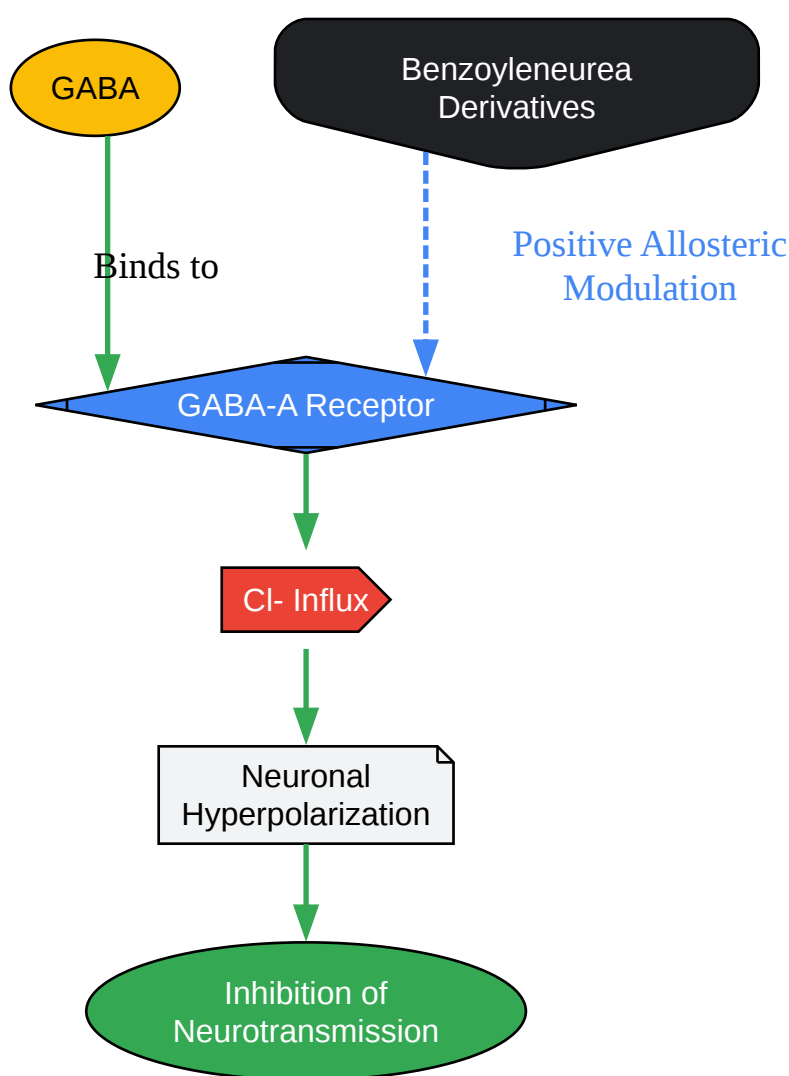 GABA
Benzoyleneurea
Derivatives
Binds to
Positive Allosteric
Modulation
GABA-A Receptor
Cl- Influx
Neuronal
Hyperpolarization
Inhibition of
Neurotransmission